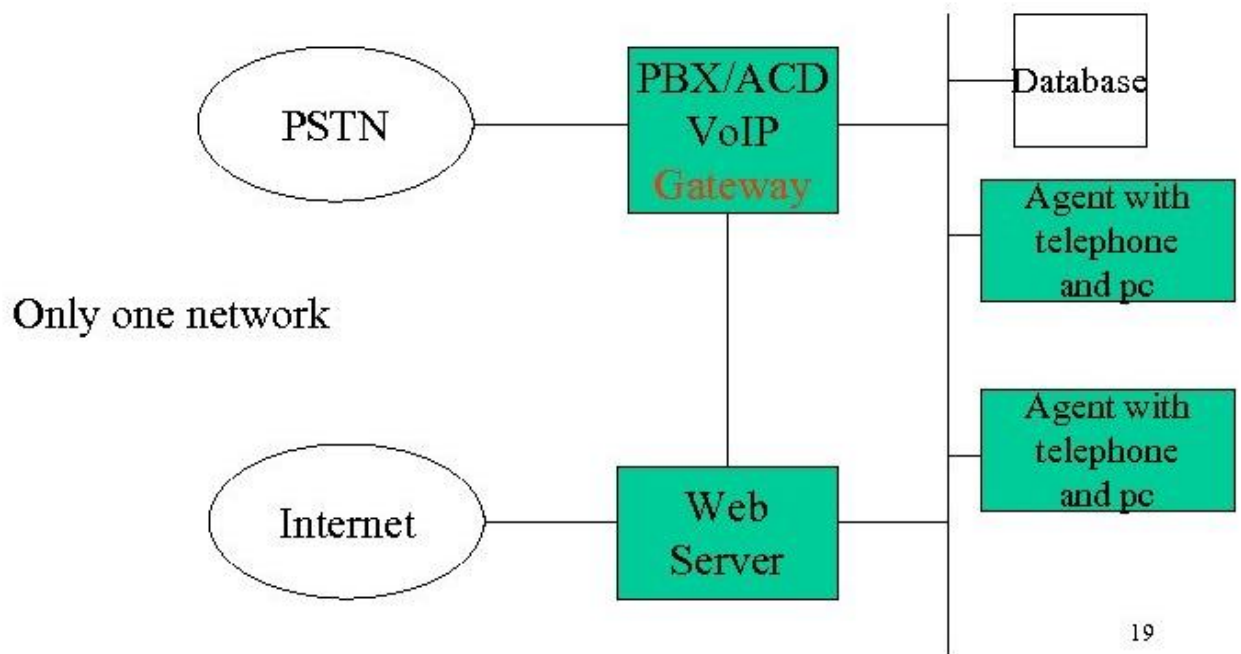 PSTN
PBX/ACD
VoIP
Gateway
Database
Agent with
telephone
and pc
Only one network
Agent with
telephone
and pc
Internet
Web
Server
19